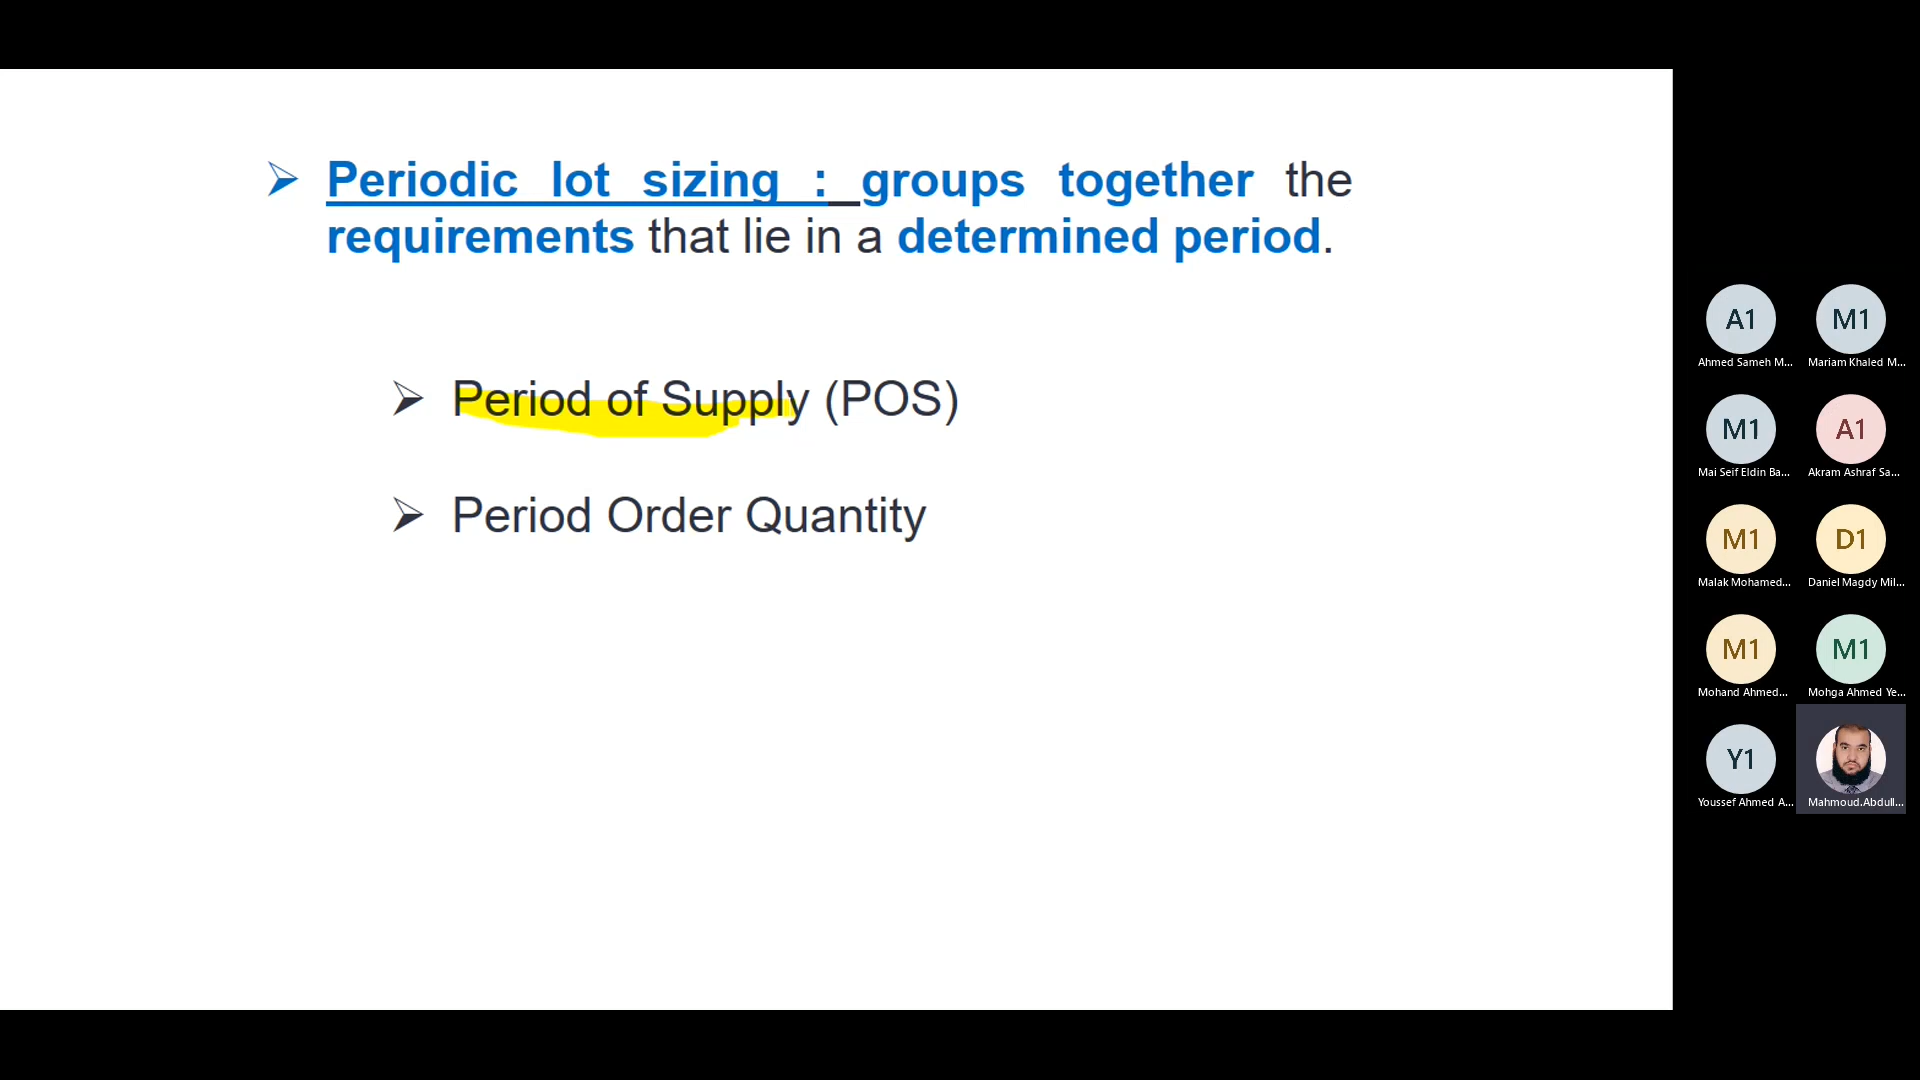 Periodic lot sizing : groups together the
requirements that lie in a determined period.
Period of Supply (POS)
Period Order Quantity
A1
M1
Ahmed Sameh M...
Mariam Khaled M...
M1
A1
Mai Seif Eldin Ba...
Akram Ashraf Sa...
M1
D1
Malak Mohamed...
Daniel Magdy Mil...
M1
M1
Mohand Ahmed...
Mohga Ahmed Ye...
Y1
Youssef Ahmed A...
Mahmoud.Abdull...